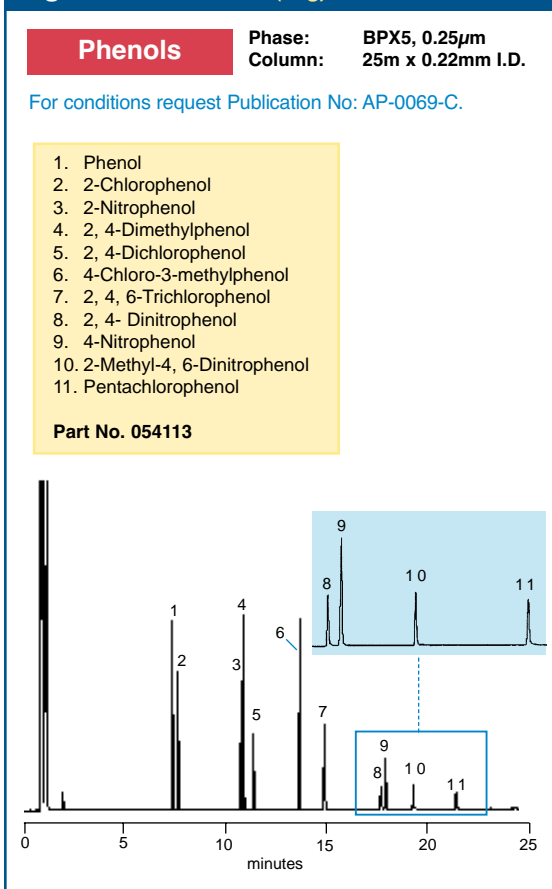 Phenols
Phase: BPX5, 0.25µm
Column: 25m x 0.22mm I.D.
For conditions request Publication No: AP-0069-C.
1. Phenol
2. 2-Chlorophenol
3. 2-Nitrophenol
4. 2, 4-Dimethylphenol
5. 2, 4-Dichlorophenol
6. 4-Chloro-3-methylphenol
7. 2, 4, 6-Trichlorophenol
8. 2, 4- Dinitrophenol
9. 4-Nitrophenol
10. 2-Methyl-4, 6-Dinitrophenol
11. Pentachlorophenol
Part No. 054113
9
8 10 11
1 4
6
2 3
5 7
9
8 10 11
0 5 10 15 20 25
minutes